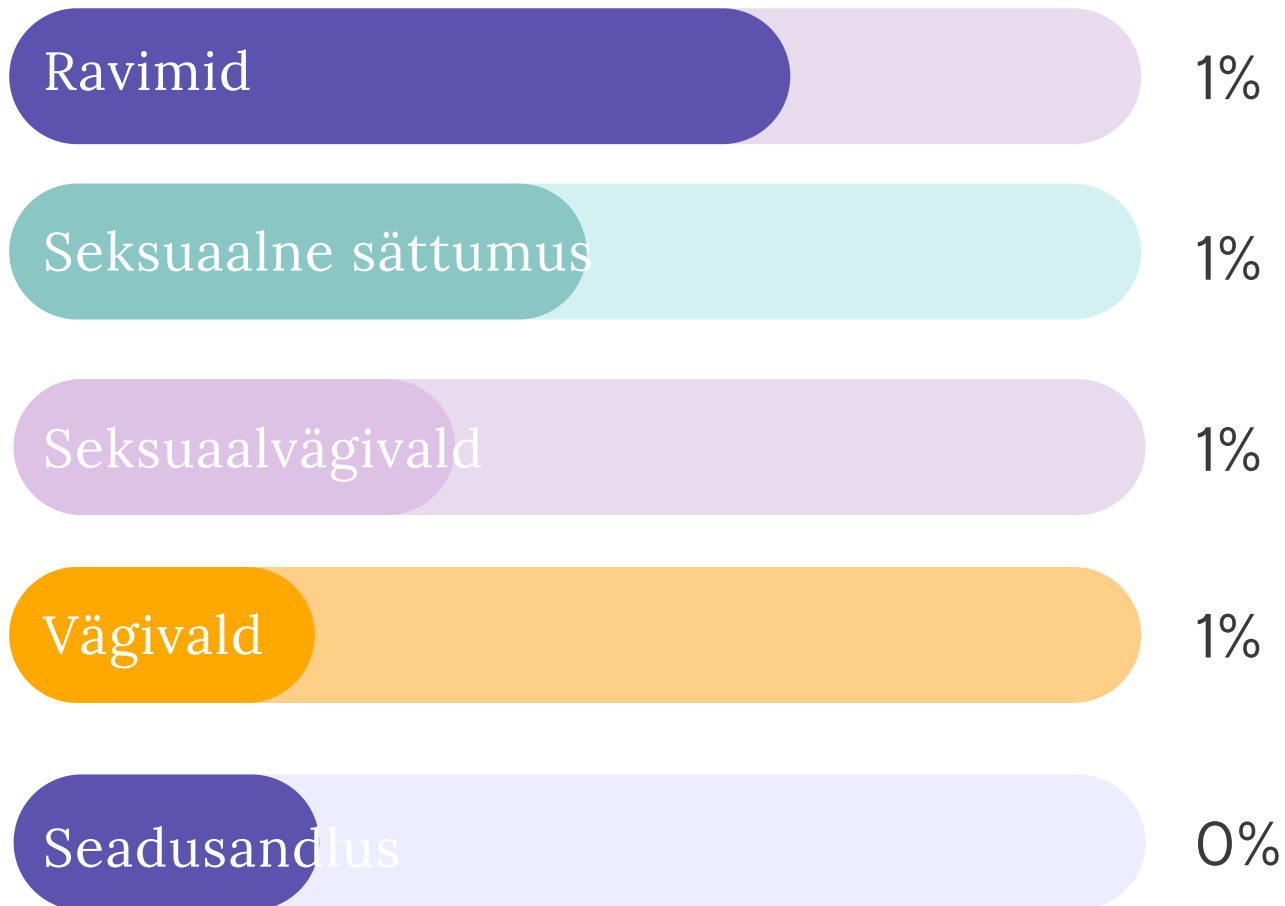 Ravimid 1%
Seksuaalne sättumus 1%
Seksuaalvägivald 1%
Vägivald 1%
Seadusandlus 0%